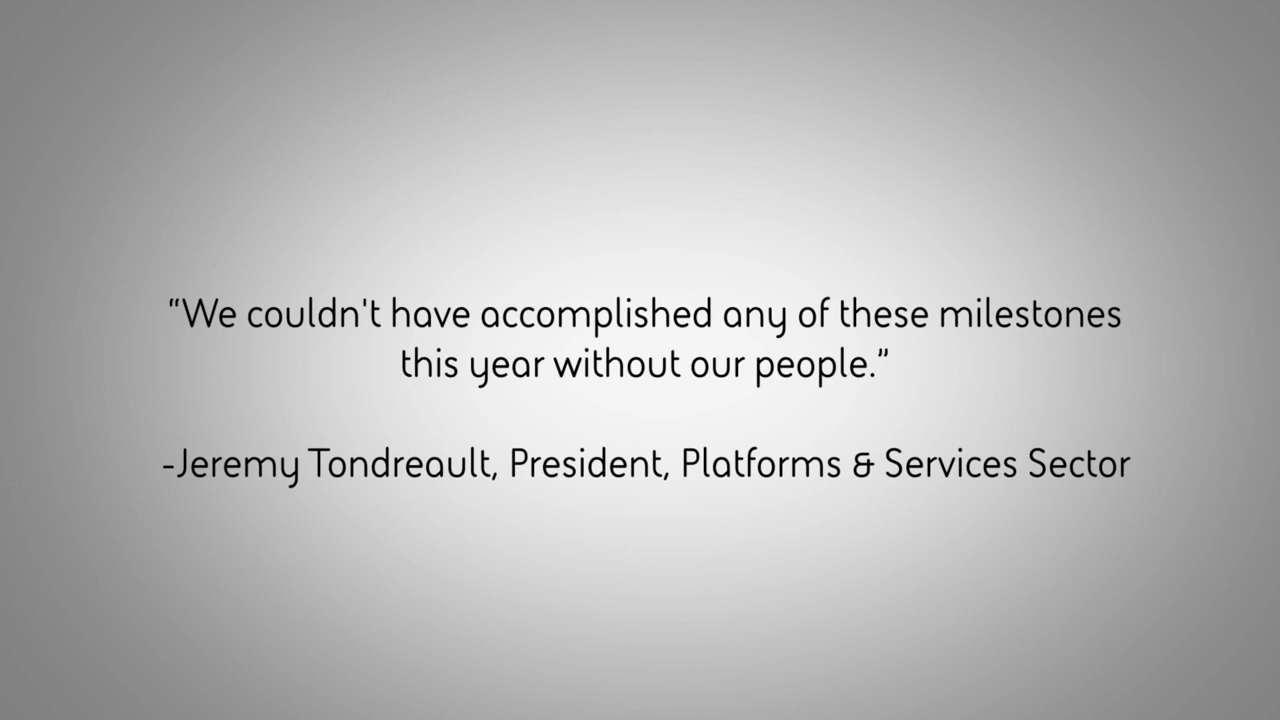 “We couldn't have accomplished any of these milestones
this year without our people.”
-Jeremy Tondreault, President, Platforms & Services Sector